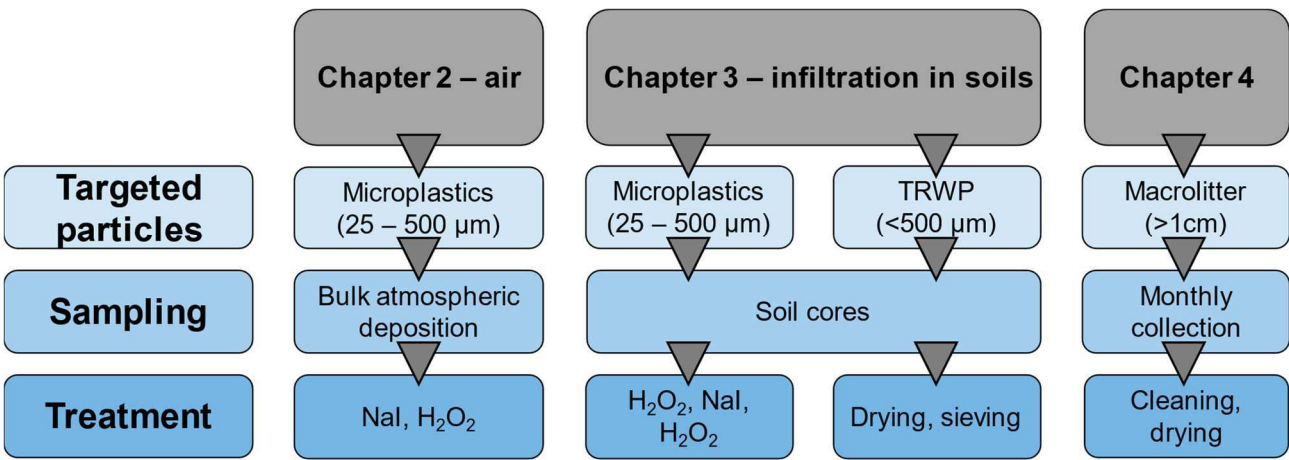 Chapter 2 – air
Chapter 3 – infiltration in soils
Chapter 4
Targeted
particles
Microplastics
(25 – 500 µm)
Microplastics
(25 – 500 µm)
TRWP
(<500 µm)
Macrolitter
(>1cm)
Sampling
Bulk atmospheric
deposition
Soil cores
Monthly
collection
Treatment
NaI, H₂O₂
H₂O₂, NaI,
H₂O₂
Drying, sieving
Cleaning,
drying